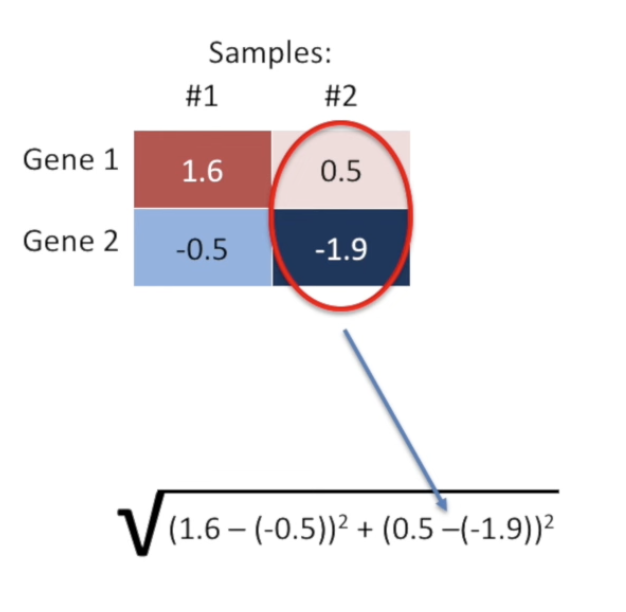 Samples:
#1 #2
Gene 1 1.6 0.5
Gene 2 -0.5 -1.9
√(1.6 – (-0.5))² + (0.5 –(-1.9))²